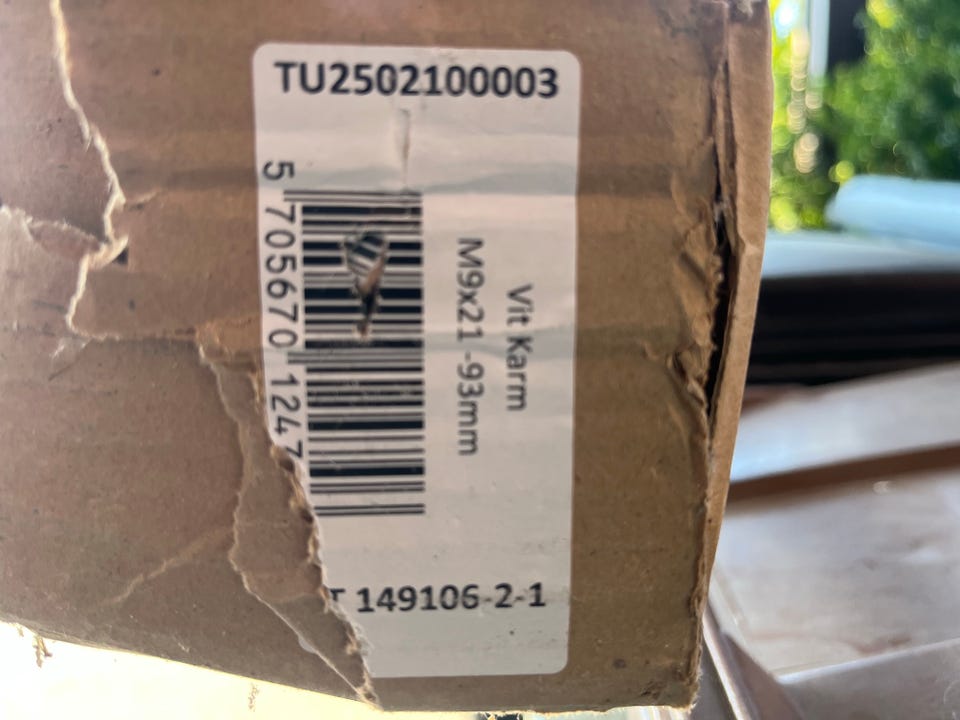 TU2502100003
Vit Karm
M9x21 -93mm
5 705670 1247
T 149106-2-1